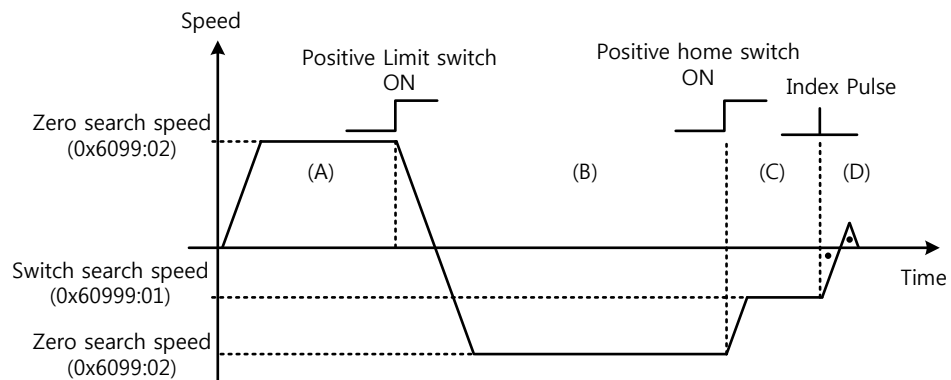 Speed
Positive Limit switch
ON
Positive home switch
ON
Index Pulse
Zero search speed
(0x6099:02)
(A)
(B)
(C)
(D)
Switch search speed
(0x60999:01)
Time
Zero search speed
(0x6099:02)